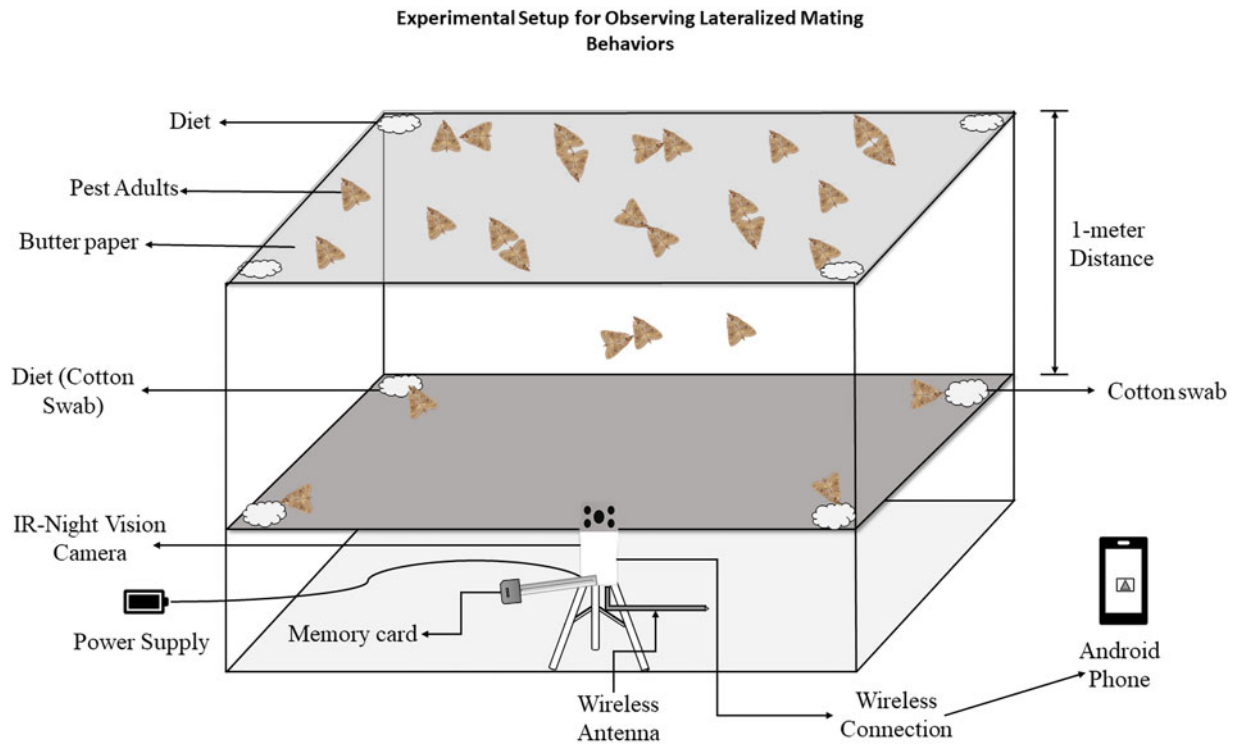 Experimental Setup for Observing Lateralized Mating
Behaviors
Diet
Pest Adults
Butter paper
1-meter
Distance
Diet (Cotton
Swab)
Cotton swab
IR-Night Vision
Camera
Power Supply
Memory card
Wireless
Antenna
Wireless
Connection
Android
Phone